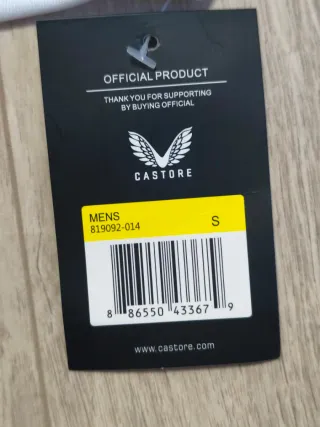 OFFICIAL PRODUCT
THANK YOU FOR SUPPORTING
BY BUYING OFFICIAL
CASTORE
MENS
819092-014 S
8 86550 43367 9
www.castore.com